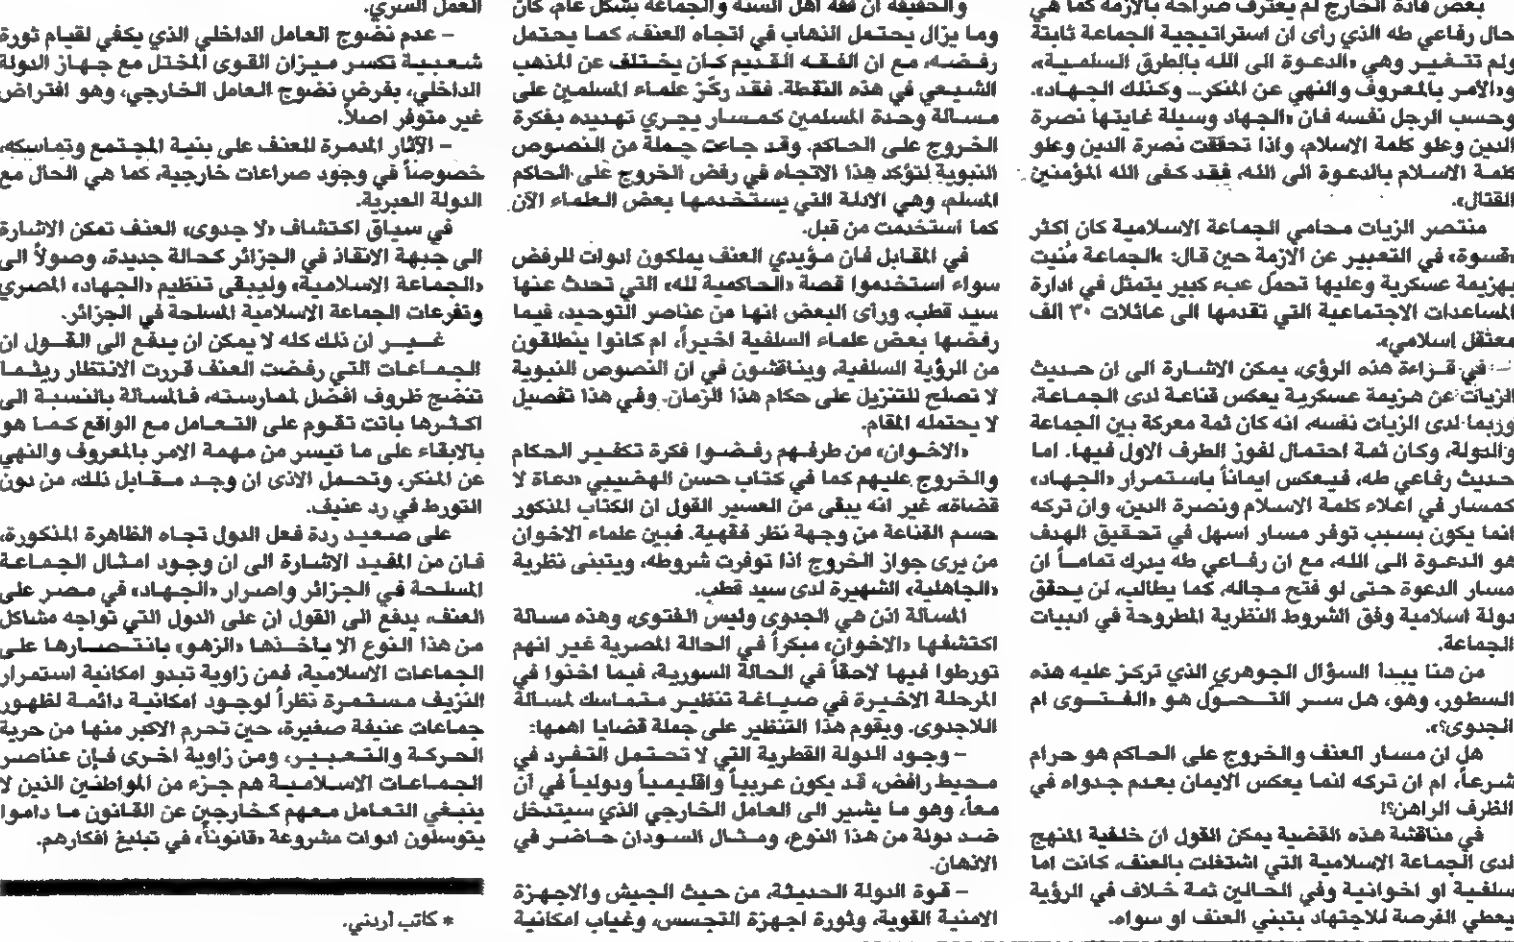 بعض قادة الخارج لم يعترف صراحة بالأزمة كما هي
حال رفاعي طه الذي رأى ان استراتيجية الجماعة ثابتة
ولم تتغير وهي «الدعوة الى الله بالطرق السلمية»،
و«الأمر بالمعروف والنهي عن المنكر... وكذلك الجهاد».
وحسب الرجل نفسه فان «الجهاد وسيلة غايتها نصرة
الدين وعلو كلمة الاسلام، واذا تحققت نصرة الدين وعلو
كلمة الاسلام بالدعوة الى الله، فقد كفى الله المؤمنين
القتال».
منتصر الزيات محامي الجماعة الاسلامية كان اكثر
«قسوة» في التعبير عن الأزمة حين قال: «الجماعة مُنيت
بهزيمة عسكرية وعليها تحمل عبء كبير يتمثل في ادارة
المساعدات الاجتماعية التي تقدمها الى عائلات ٣٠ الف
معتقل اسلامي».
في قراءة هذه الرؤى، يمكن الاشارة الى ان حديث
الزيات عن هزيمة عسكرية يعكس قناعة لدى الجماعة،
وربما لدى الزيات نفسه، انه كان ثمة معركة بين الجماعة
والدولة، وكان ثمة احتمال لفوز الطرف الاول فيها. اما
حديث رفاعي طه، فيعكس ايماناً باستمرار «الجهاد»
كمسار في اعلاء كلمة الاسلام ونصرة الدين، وان تركه
انما يكون بسبب توفر مسار اسهل في تحقيق الهدف
هو الدعوة الى الله، مع ان رفاعي طه يدرك تماماً ان
مسار الدعوة حتى لو فتح مجاله، كما يطالب، لن يحقق
دولة اسلامية وفق الشروط النظرية المطروحة في ادبيات
الجماعة.
من هنا يبدأ السؤال الجوهري الذي تركز عليه هذه
السطور، وهو، هل سر التحول هو «الفتوى ام
الجدوى؟».
هل ان مسار العنف والخروج على الحاكم هو حرام
شرعاً، ام ان تركه انما يعكس الايمان بعدم جدواه في
الظرف الراهن؟!
في مناقشة هذه القضية يمكن القول ان خلفية المنهج
لدى الجماعة الإسلامية التي اشتغلت بالعنف، كانت اما
سلفية او اخوانية وفي الحالين ثمة خلاف في الرؤية
يعطي الفرصة للاجتهاد بتبني العنف او سواه.
والحقيقة ان فقه اهل السنة والجماعة بشكل عام، كان
وما يزال يحتمل الذهاب في اتجاه العنف، كما يحتمل
رفضه، مع ان الفقه القديم كان يختلف عن المذهب
الشيعي في هذه النقطة. فقد ركّز علماء المسلمين على
مسألة وحدة المسلمين كمسار يجري تهديده بفكرة
الخروج على الحاكم. وقد جاءت جملة من النصوص
النبوية لتؤكد هذا الاتجاه في رفض الخروج على الحاكم
المسلم، وهي الادلة التي يستخدمها بعض العلماء الآن
كما استخدمت من قبل.
في المقابل فان مؤيدي العنف يملكون ادوات للرفض
سواء استخدموا قصة «الحاكمية لله» التي تحدث عنها
سيد قطب، ورأى البعض انها من عناصر التوحيد، فيما
رفضها بعض علماء السلفية اخيراً، ام كانوا ينطلقون
من الرؤية السلفية، ويناقشون في ان النصوص النبوية
لا تصلح للتنزيل على حكام هذا الزمان. وفي هذا تفصيل
لا يحتمله المقام.
«الاخوان» من طرفهم رفضوا فكرة تكفير الحكام
والخروج عليهم كما في كتاب حسن الهضيبي «دعاة لا
قضاة»، غير انه يبقى من العسير القول ان الكتاب المذكور
حسم القناعة من وجهة نظر فقهية. فبين علماء الاخوان
من يرى جواز الخروج اذا توفرت شروطه، ويتبنى نظرية
«الجاهلية» الشهيرة لدى سيد قطب.
المسألة اذن هي الجدوى وليس الفتوى، وهذه مسألة
اكتشفها «الاخوان» مبكراً في الحالة المصرية غير انهم
تورطوا فيها لاحقاً في الحالة السورية، فيما اخذوا في
المرحلة الاخيرة في صياغة تنظير متماسك لمسألة
اللاجدوى. ويقوم هذا التنظير على جملة قضايا اهمها:
– وجود الدولة القطرية التي لا تحتمل التفرد في
محيط رافض، قد يكون عربياً واقليمياً ودولياً في آن
معاً، وهو ما يشير الى العامل الخارجي الذي سيتدخل
ضد دولة من هذا النوع، ومثال السودان حاضر في
الاذهان.
– قوة الدولة الحديثة، من حيث الجيش والاجهزة
الامنية القوية، وثورة اجهزة التجسس، وغياب امكانية
العمل السري.
– عدم نضوج العامل الداخلي الذي يكفي لقيام ثورة
شعبية تكسر ميزان القوى المختل مع جهاز الدولة
الداخلي، بفرض نضوج العامل الخارجي، وهو افتراض
غير متوفر اصلاً.
– الآثار المدمرة للعنف على بنية المجتمع وتماسكه،
خصوصاً في وجود صراعات خارجية، كما هي الحال مع
الدولة العبرية.
في سياق اكتشاف «لا جدوى» العنف تمكن الاشارة
الى جبهة الانقاذ في الجزائر كحالة جديدة، وصولاً الى
«الجماعة الاسلامية» وليبقى تنظيم «الجهاد» المصري
وتفرعات الجماعة الاسلامية المسلحة في الجزائر.
غير ان ذلك كله لا يمكن ان يدفع الى القول ان
الجماعات التي رفضت العنف قررت الانتظار ريثما
تنضج ظروف افضل لممارسته، فالمسألة بالنسبة الى
اكثرها باتت تقوم على التعامل مع الواقع كما هو
بالابقاء على ما تيسر من مهمة الامر بالمعروف والنهي
عن المنكر، وتحمل الاذى ان وجد مقابل ذلك، من دون
التورط في رد عنيف.
على صعيد ردة فعل الدول تجاه الظاهرة المذكورة،
فان من المفيد الاشارة الى ان وجود امثال الجماعة
المسلحة في الجزائر واصرار «الجهاد» في مصر على
العنف، يدفع الى القول ان على الدول التي تواجه مشاكل
من هذا النوع الا يأخذها «الزهو» بانتصارها على
الجماعات الاسلامية، فمن زاوية تبدو امكانية استمرار
النزيف مستمرة نظراً لوجود امكانية دائمة لظهور
جماعات عنيفة صغيرة، حين تحرم الاكبر منها من حرية
الحركة والتعبير، ومن زاوية اخرى فإن عناصر
الجماعات الاسلامية هم جزء من المواطنين الذين لا
ينبغي التعامل معهم كخارجين عن القانون ما داموا
يتوسلون ادوات مشروعة «قانوناً» في تبليغ افكارهم.
* كاتب أردني.